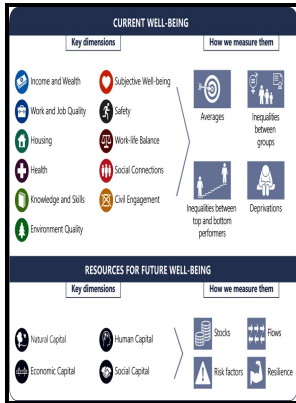 CURRENT WELL-BEING
Key dimensions
How we measure them
Income and Wealth
Subjective Well-being
Work and Job Quality
Safety
Housing
Work-life Balance
Health
Social Connections
Knowledge and Skills
Civil Engagement
Environment Quality
Averages
Inequalities
between
groups
Inequalities between
top and bottom
performers
Deprivations
RESOURCES FOR FUTURE WELL-BEING
Key dimensions
How we measure them
Natural Capital
Human Capital
Economic Capital
Social Capital
Stocks
Flows
Risk factors
Resilience